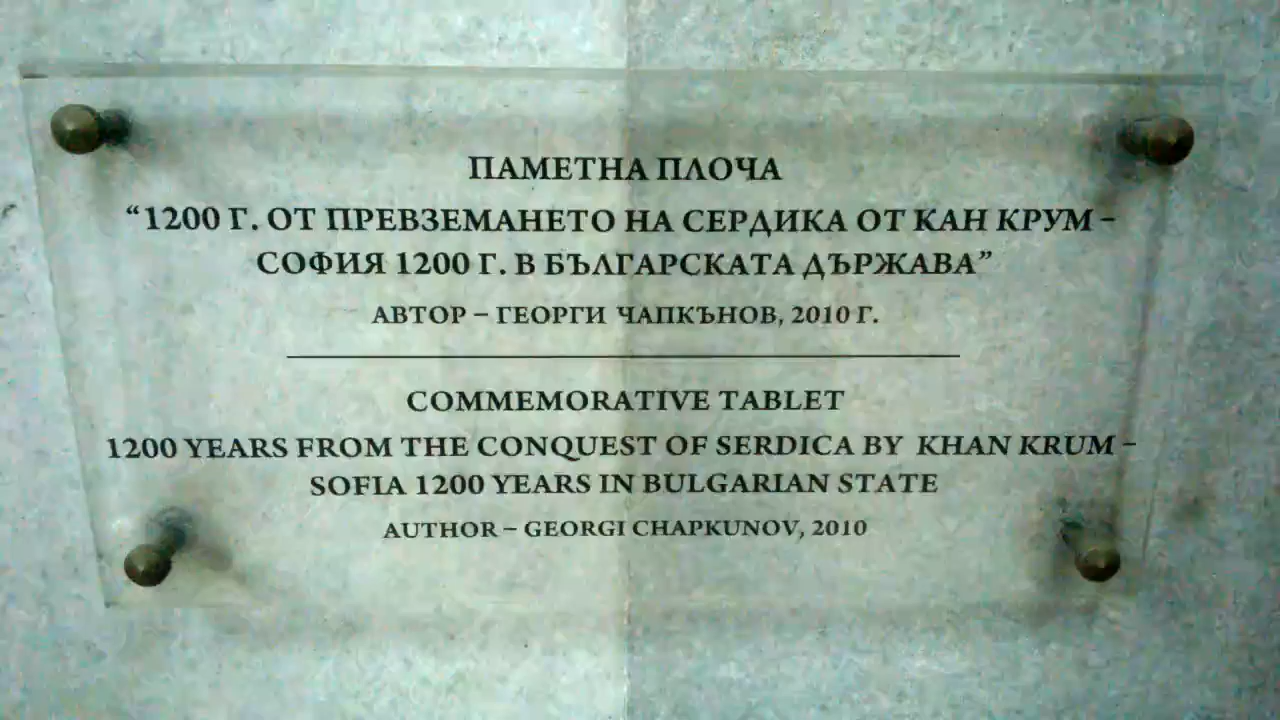 ПАМЕТНА ПЛОЧА
“1200 Г. ОТ ПРЕВЗЕМАНЕТО НА СЕРДИКА ОТ КАН КРУМ –
СОФИЯ 1200 Г. В БЪЛГАРСКАТА ДЪРЖАВА”
АВТОР – ГЕОРГИ ЧАПКЪНОВ, 2010 Г.
COMMEMORATIVE TABLET
1200 YEARS FROM THE CONQUEST OF SERDICA BY KHAN KRUM –
SOFIA 1200 YEARS IN BULGARIAN STATE
AUTHOR – GEORGI CHAPKUNOV, 2010